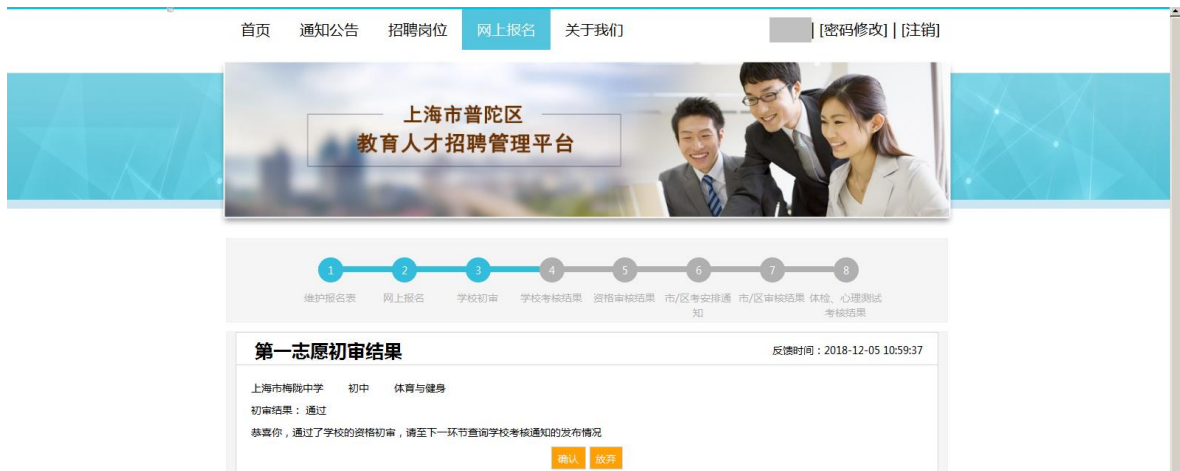 首页 通知公告 招聘岗位 网上报名 关于我们 | [密码修改] | [注销]
上海市普陀区
教育人才招聘管理平台
1 2 3 4 5 6 7 8
维护报名表 网上报名 学校初审 学校考核结果 资格审核结果 市/区考安排通知 市/区审核结果 体检、心理测试考核结果
第一志愿初审结果 反馈时间：2018-12-05 10:59:37
上海市梅陇中学 初中 体育与健身
初审结果： 通过
恭喜你，通过了学校的资格初审，请至下一环节查询学校考核通知的发布情况
确认 放弃